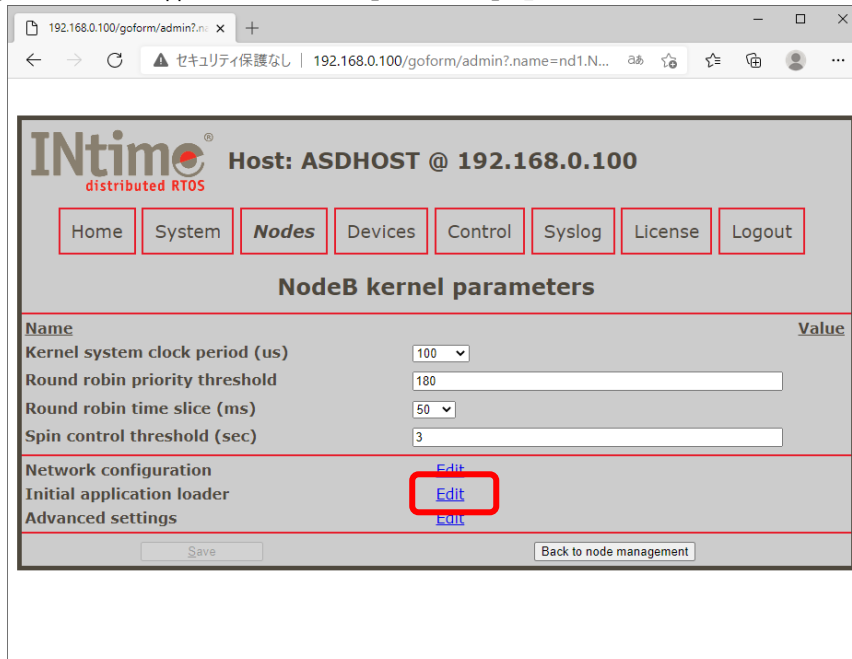 192.168.0.100/goform/admin?.na
セキュリティ保護なし | 192.168.0.100/goform/admin?.name=nd1.N... aあ
INtime®
distributed RTOS
Host: ASDHOST @ 192.168.0.100
Home System Nodes Devices Control Syslog License Logout
NodeB kernel parameters
Name Value
Kernel system clock period (us) 100
Round robin priority threshold 180
Round robin time slice (ms) 50
Spin control threshold (sec) 3
Network configuration Edit
Initial application loader Edit
Advanced settings Edit
Save Back to node management